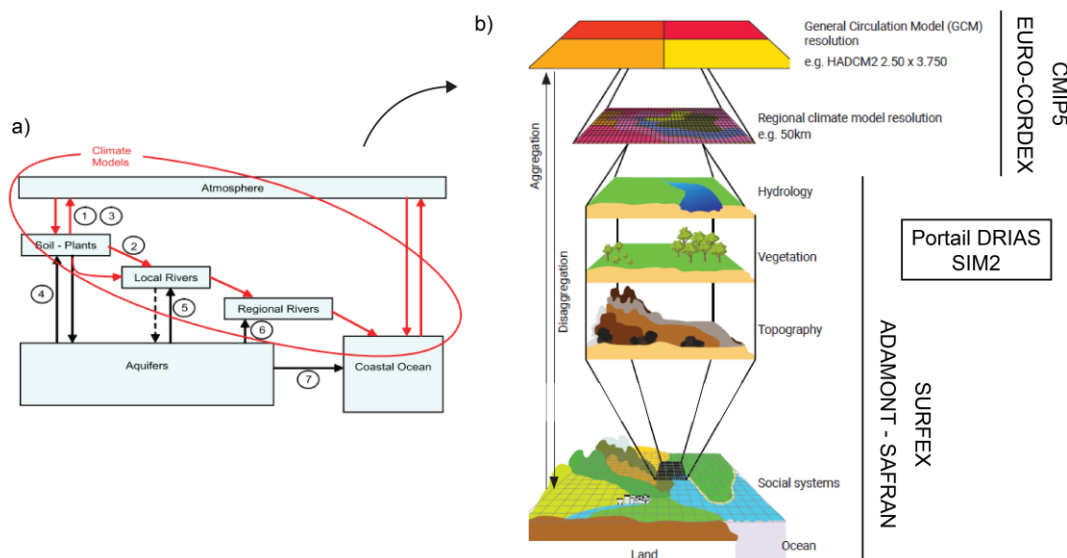 a)
Climate
Models
Atmosphere
1
3
Soil - Plants
2
Local Rivers
4
5
Regional Rivers
6
Aquifers
7
Coastal Ocean
b)
General Circulation Model (GCM)
resolution
e.g. HADCM2 2.50 x 3.750
Regional climate model resolution
e.g. 50km
Aggregation
Disaggregation
Hydrology
Vegetation
Topography
Social systems
Ocean
Land
CMIP5
EURO-CORDEX
Portail DRIAS
SIM2
SURFEX
ADAMONT - SAFRAN